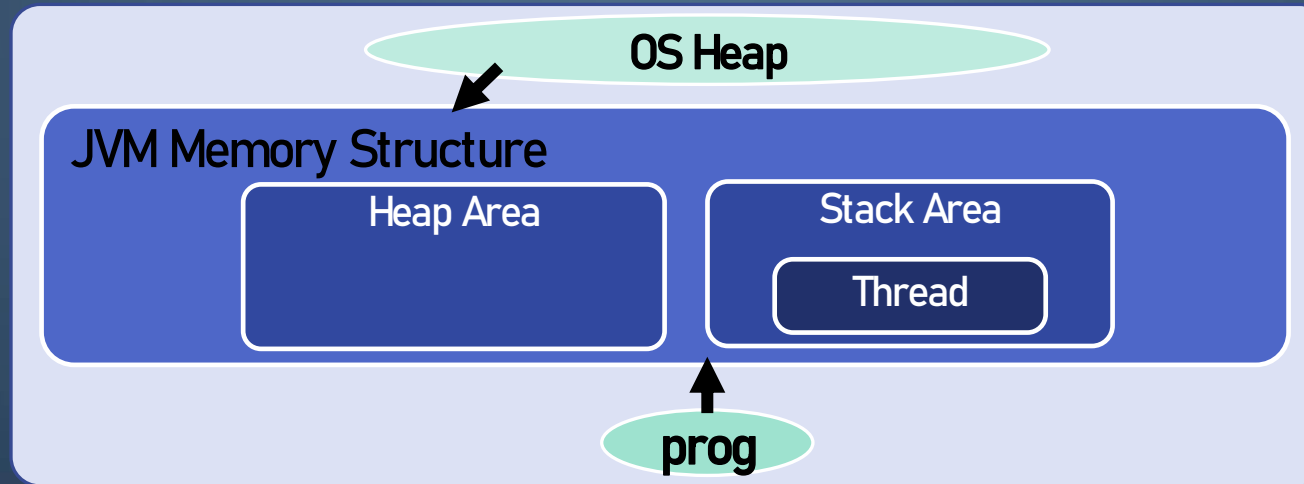 OS Heap
JVM Memory Structure
Heap Area
Stack Area
Thread
prog